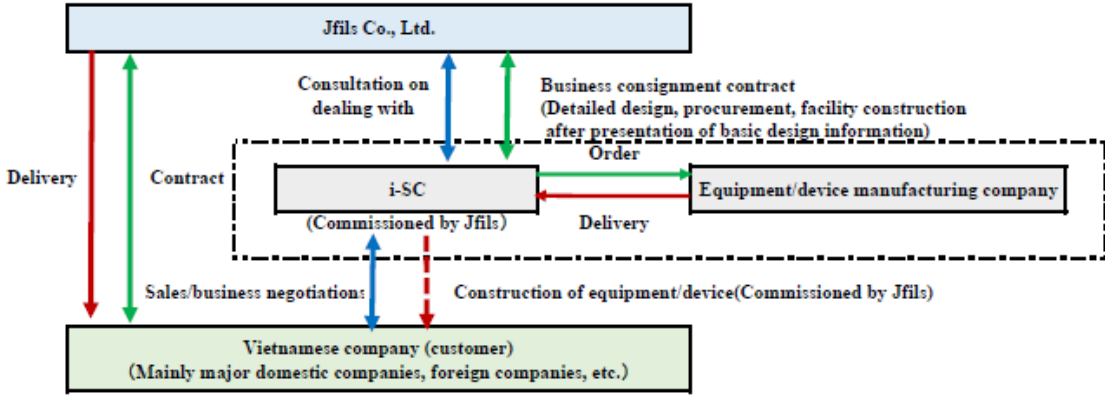 Jfils Co., Ltd.
Consultation on
dealing with
Business consignment contract
(Detailed design, procurement, facility construction
after presentation of basic design information)
Order
Delivery
Contract
i-SC
Equipment/device manufacturing company
(Commissioned by Jfils)
Delivery
Sales/business negotiations
Construction of equipment/device(Commissioned by Jfils)
Vietnamese company (customer)
(Mainly major domestic companies, foreign companies, etc.)